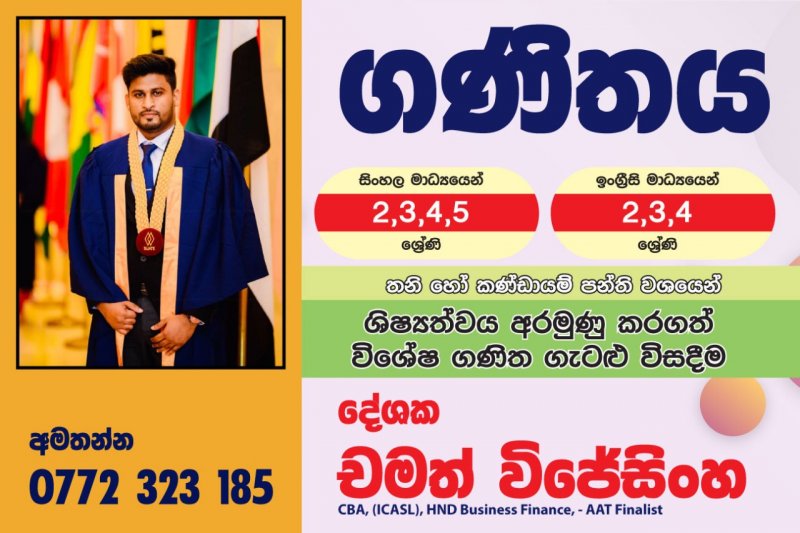 ගණිතය
සිංහල මාධ්‍යයෙන්
2,3,4,5
ශ්‍රේණි
ඉංග්‍රීසි මාධ්‍යයෙන්
2,3,4
ශ්‍රේණි
තනි හෝ කණ්ඩායම් පන්ති වශයෙන්
ශිෂ්‍යත්වය අරමුණු කරගත්
විශේෂ ගණිත ගැටළු විසදීම
දේශක
චමත් විජේසිංහ
CBA, (ICASL), HND Business Finance, - AAT Finalist
අමතන්න
0772 323 185